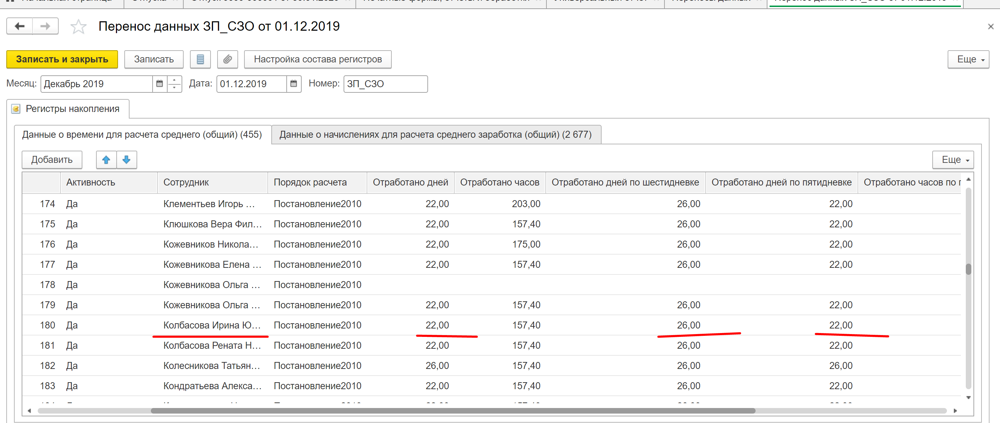 Перенос данных ЗП_СЗО от 01.12.2019
Записать и закрыть Записать Настройка состава регистров Еще
Месяц: Декабрь 2019 Дата: 01.12.2019 Номер: ЗП_СЗО
Регистры накопления
Данные о времени для расчета среднего (общий) (455) Данные о начислениях для расчета среднего заработка (общий) (2 677)
Добавить Еще
Активность Сотрудник Порядок расчета Отработано дней Отработано часов Отработано дней по шестидневке Отработано дней по пятидневке Отработано часов по
174 Да Клементьев Игорь ... Постановление2010 22,00 203,00 26,00 22,00
175 Да Клюшкова Вера Фил... Постановление2010 22,00 157,40 26,00 22,00
176 Да Кожевников Никола... Постановление2010 22,00 175,00 26,00 22,00
177 Да Кожевникова Елена ... Постановление2010 22,00 157,40 26,00 22,00
178 Да Кожевникова Ольга ... Постановление2010
179 Да Кожевникова Ольга ... Постановление2010 22,00 157,40 26,00 22,00
180 Да Колбасова Ирина Ю... Постановление2010 22,00 157,40 26,00 22,00
181 Да Колбасова Рената Н... Постановление2010 22,00 157,40 26,00 22,00
182 Да Колесникова Татьян... Постановление2010 26,00 157,40 26,00 26,00
183 Да Кондратьева Алекса... Постановление2010 22,00 157,40 26,00 22,00